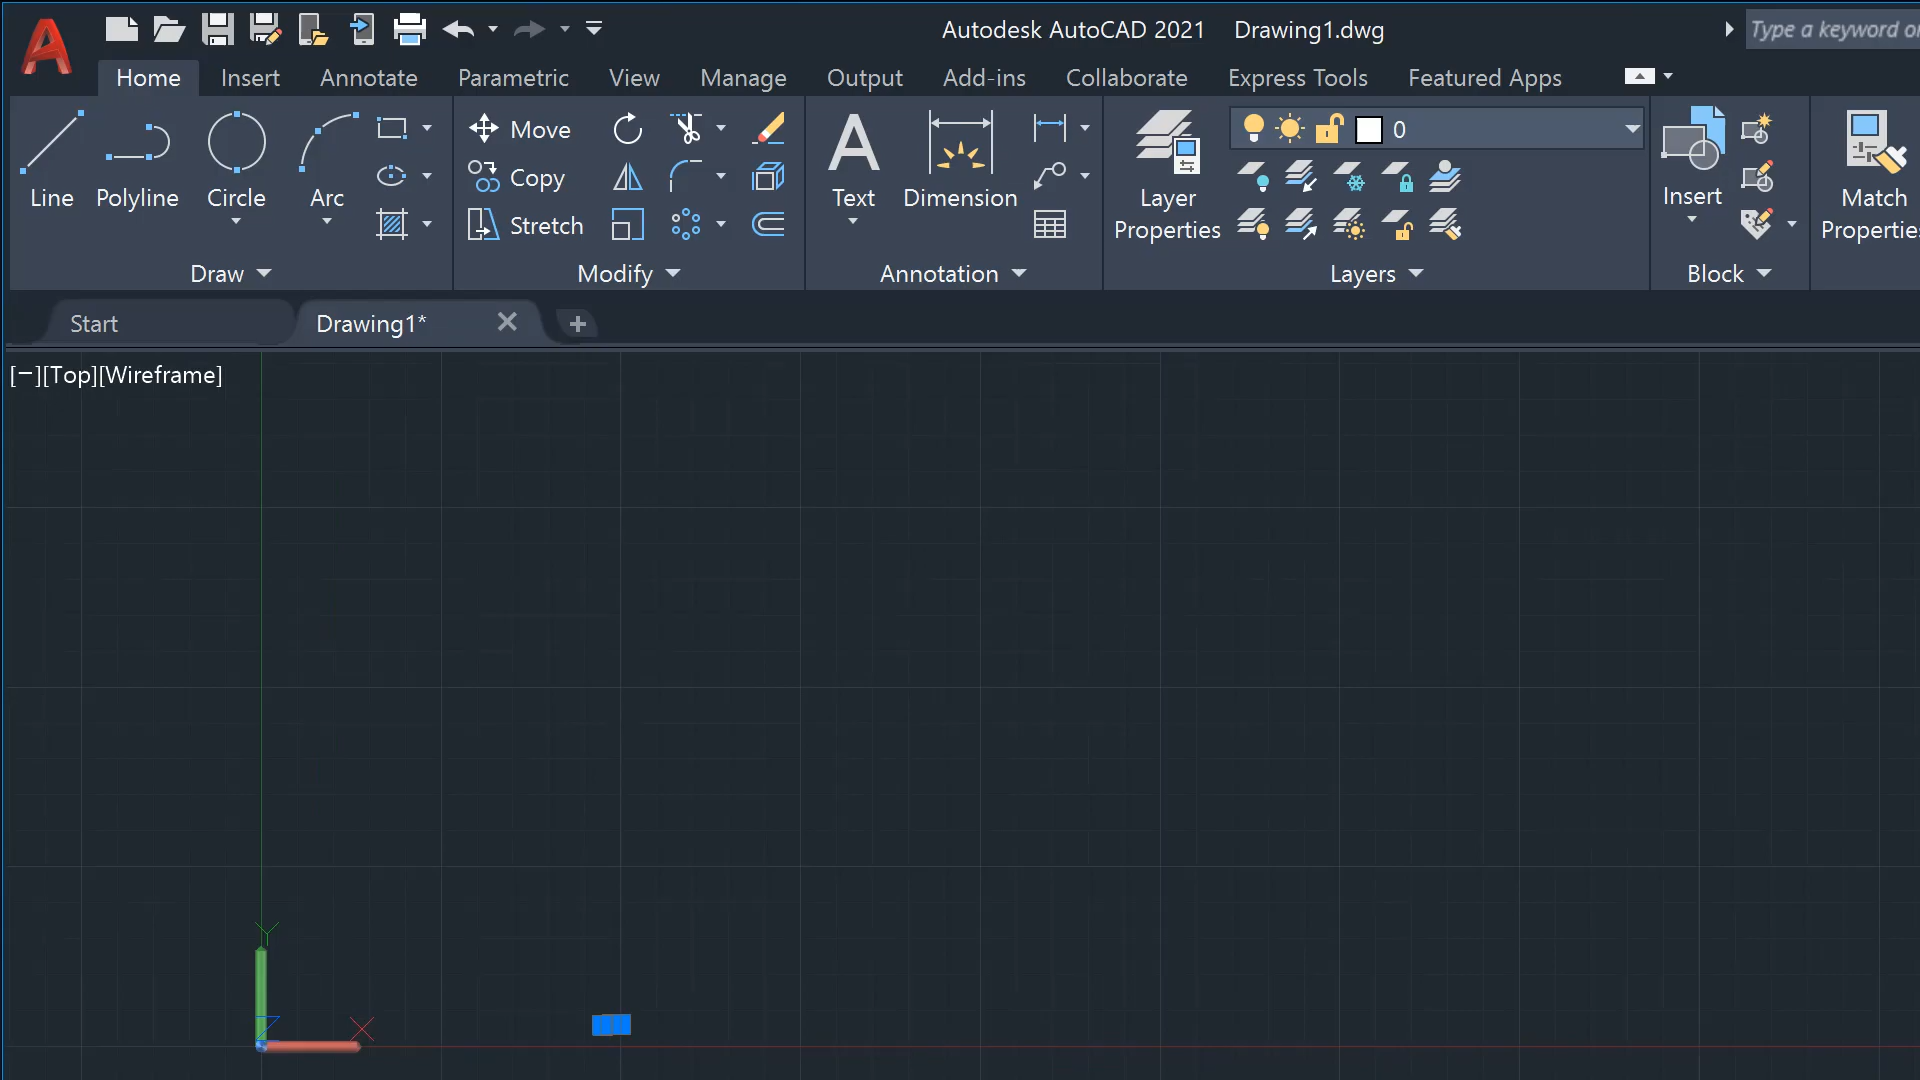 Autodesk AutoCAD 2021 Drawing1.dwg
Type a keyword or
Home Insert Annotate Parametric View Manage Output Add-ins Collaborate Express Tools Featured Apps
Line Polyline Circle Arc
Move
Copy
Stretch
Text Dimension
Layer Properties
0
Insert
Match Properties
Draw Modify Annotation Layers Block
Start Drawing1*
[−][Top][Wireframe]
Y
Z
X